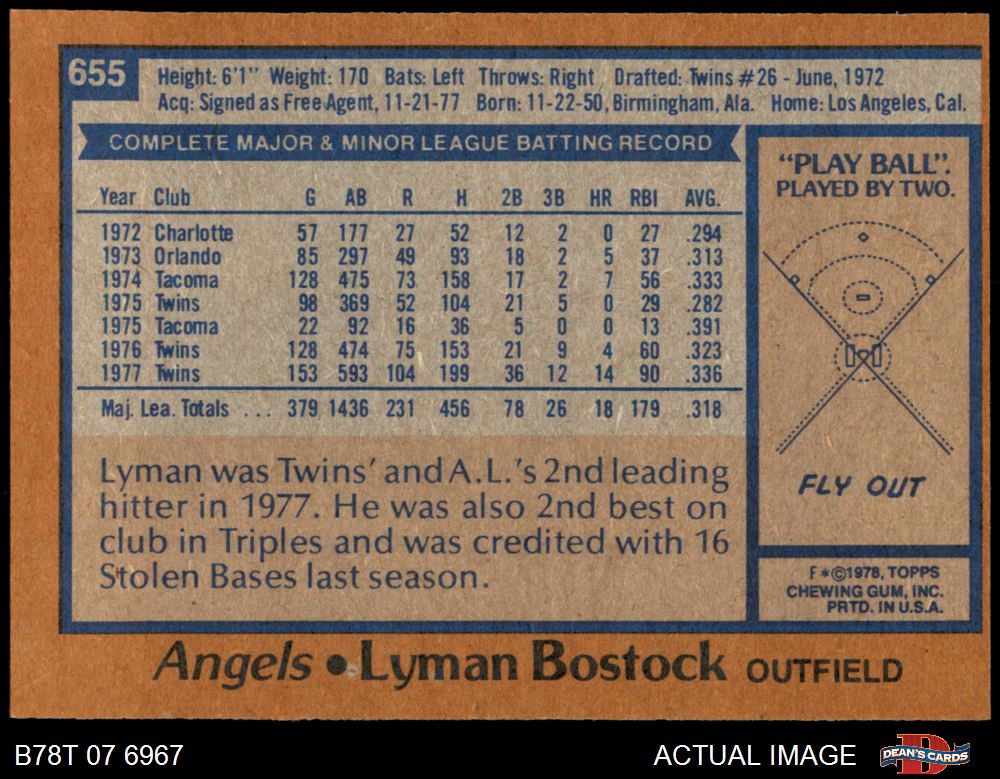 655
Height: 6'1" Weight: 170 Bats: Left Throws: Right Drafted: Twins #26 - June, 1972
Acq: Signed as Free Agent, 11-21-77 Born: 11-22-50, Birmingham, Ala. Home: Los Angeles, Cal.
COMPLETE MAJOR & MINOR LEAGUE BATTING RECORD
Year Club G AB R H 2B 3B HR RBI AVG.
1972 Charlotte 57 177 27 52 12 2 0 27 .294
1973 Orlando 85 297 49 93 18 2 5 37 .313
1974 Tacoma 128 475 73 158 17 2 7 56 .333
1975 Twins 98 369 52 104 21 5 0 29 .282
1975 Tacoma 22 92 16 36 5 0 0 13 .391
1976 Twins 128 474 75 153 21 9 4 60 .323
1977 Twins 153 593 104 199 36 12 14 90 .336
Maj. Lea. Totals ... 379 1436 231 456 78 26 18 179 .318
Lyman was Twins' and A.L.'s 2nd leading
hitter in 1977. He was also 2nd best on
club in Triples and was credited with 16
Stolen Bases last season.
"PLAY BALL".
PLAYED BY TWO.
FLY OUT
F*©1978, TOPPS
CHEWING GUM, INC.
PRTD. IN U.S.A.
Angels • Lyman Bostock OUTFIELD
B78T 07 6967
ACTUAL IMAGE
DEAN'S CARDS